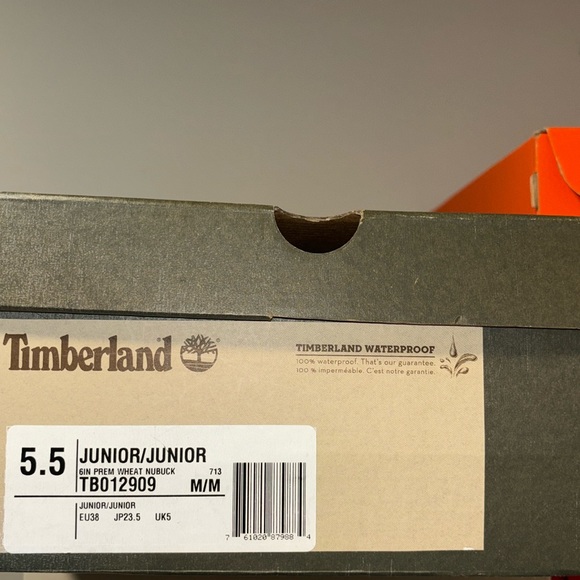 Timberland
TIMBERLAND WATERPROOF
100% waterproof. That's our guarantee.
100 % imperméable. C'est notre garantie.
5.5
JUNIOR/JUNIOR
6IN PREM WHEAT NUBUCK 713
TB012909 M/M
JUNIOR/JUNIOR
EU38 JP23.5 UK5
7 61020 87988 4